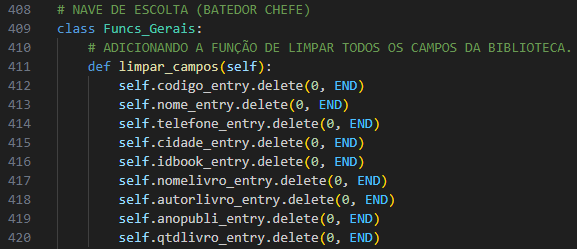 408 # NAVE DE ESCOLTA (BATEDOR CHEFE)
409 class Funcs_Gerais:
410     # ADICIONANDO A FUNÇÃO DE LIMPAR TODOS OS CAMPOS DA BIBLIOTECA.
411     def limpar_campos(self):
412         self.codigo_entry.delete(0, END)
413         self.nome_entry.delete(0, END)
414         self.telefone_entry.delete(0, END)
415         self.cidade_entry.delete(0, END)
416         self.idbook_entry.delete(0, END)
417         self.nomelivro_entry.delete(0, END)
418         self.autorlivro_entry.delete(0, END)
419         self.anopubli_entry.delete(0, END)
420         self.qtdlivro_entry.delete(0, END)